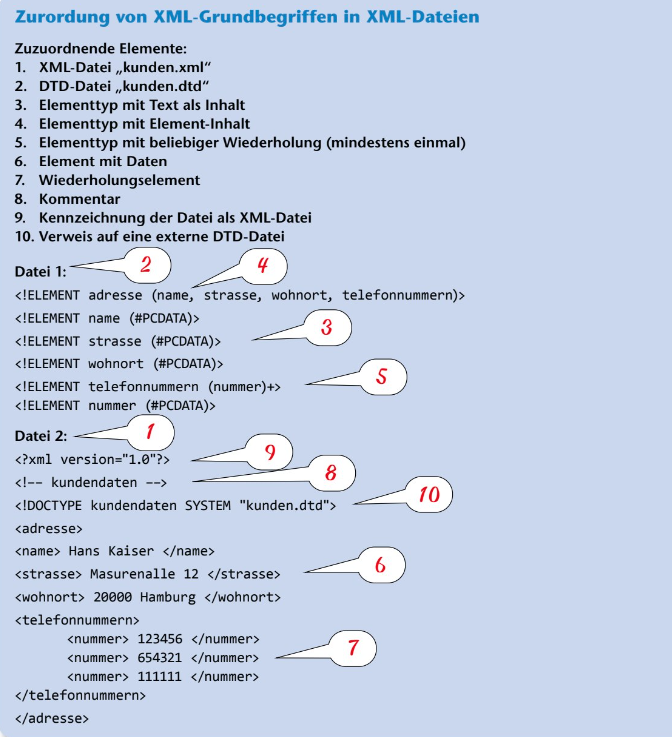 Zurordung von XML-Grundbegriffen in XML-Dateien
Zuzuordnende Elemente:
1. XML-Datei „kunden.xml“
2. DTD-Datei „kunden.dtd“
3. Elementtyp mit Text als Inhalt
4. Elementtyp mit Element-Inhalt
5. Elementtyp mit beliebiger Wiederholung (mindestens einmal)
6. Element mit Daten
7. Wiederholungselement
8. Kommentar
9. Kennzeichnung der Datei als XML-Datei
10. Verweis auf eine externe DTD-Datei
Datei 1: 2
4
<!ELEMENT adresse (name, strasse, wohnort, telefonnummern)>
<!ELEMENT name (#PCDATA)>
<!ELEMENT strasse (#PCDATA)> 3
<!ELEMENT wohnort (#PCDATA)>
<!ELEMENT telefonnummern (nummer)+> 5
<!ELEMENT nummer (#PCDATA)>
Datei 2: 1
<?xml version="1.0"?> 9
<!-- kundendaten --> 8
<!DOCTYPE kundendaten SYSTEM "kunden.dtd"> 10
<adresse>
<name> Hans Kaiser </name>
<strasse> Masurenalle 12 </strasse> 6
<wohnort> 20000 Hamburg </wohnort>
<telefonnummern>
<nummer> 123456 </nummer>
<nummer> 654321 </nummer> 7
<nummer> 111111 </nummer>
</telefonnummern>
</adresse>